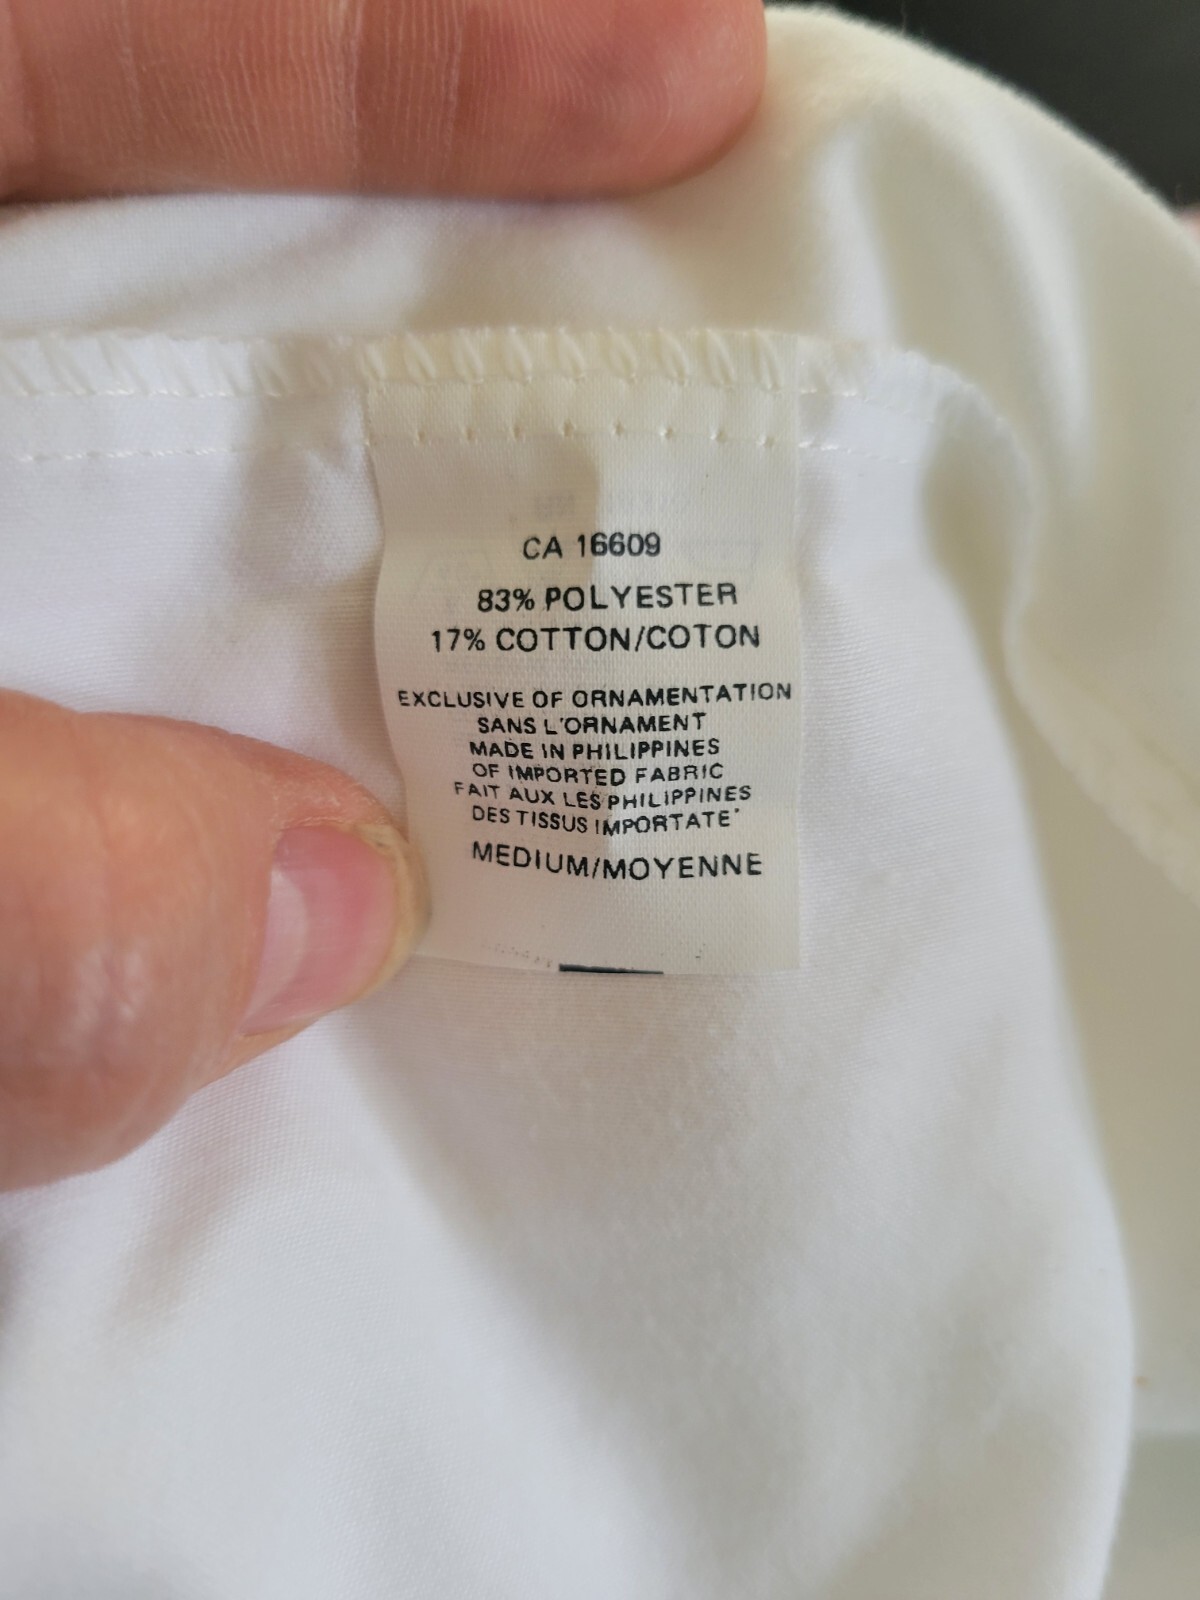 CA 16609
83% POLYESTER
17% COTTON/COTON
EXCLUSIVE OF ORNAMENTATION
SANS L'ORNAMENT
MADE IN PHILIPPINES
OF IMPORTED FABRIC
FAIT AUX LES PHILIPPINES
DES TISSUS IMPORTATE'
MEDIUM/MOYENNE